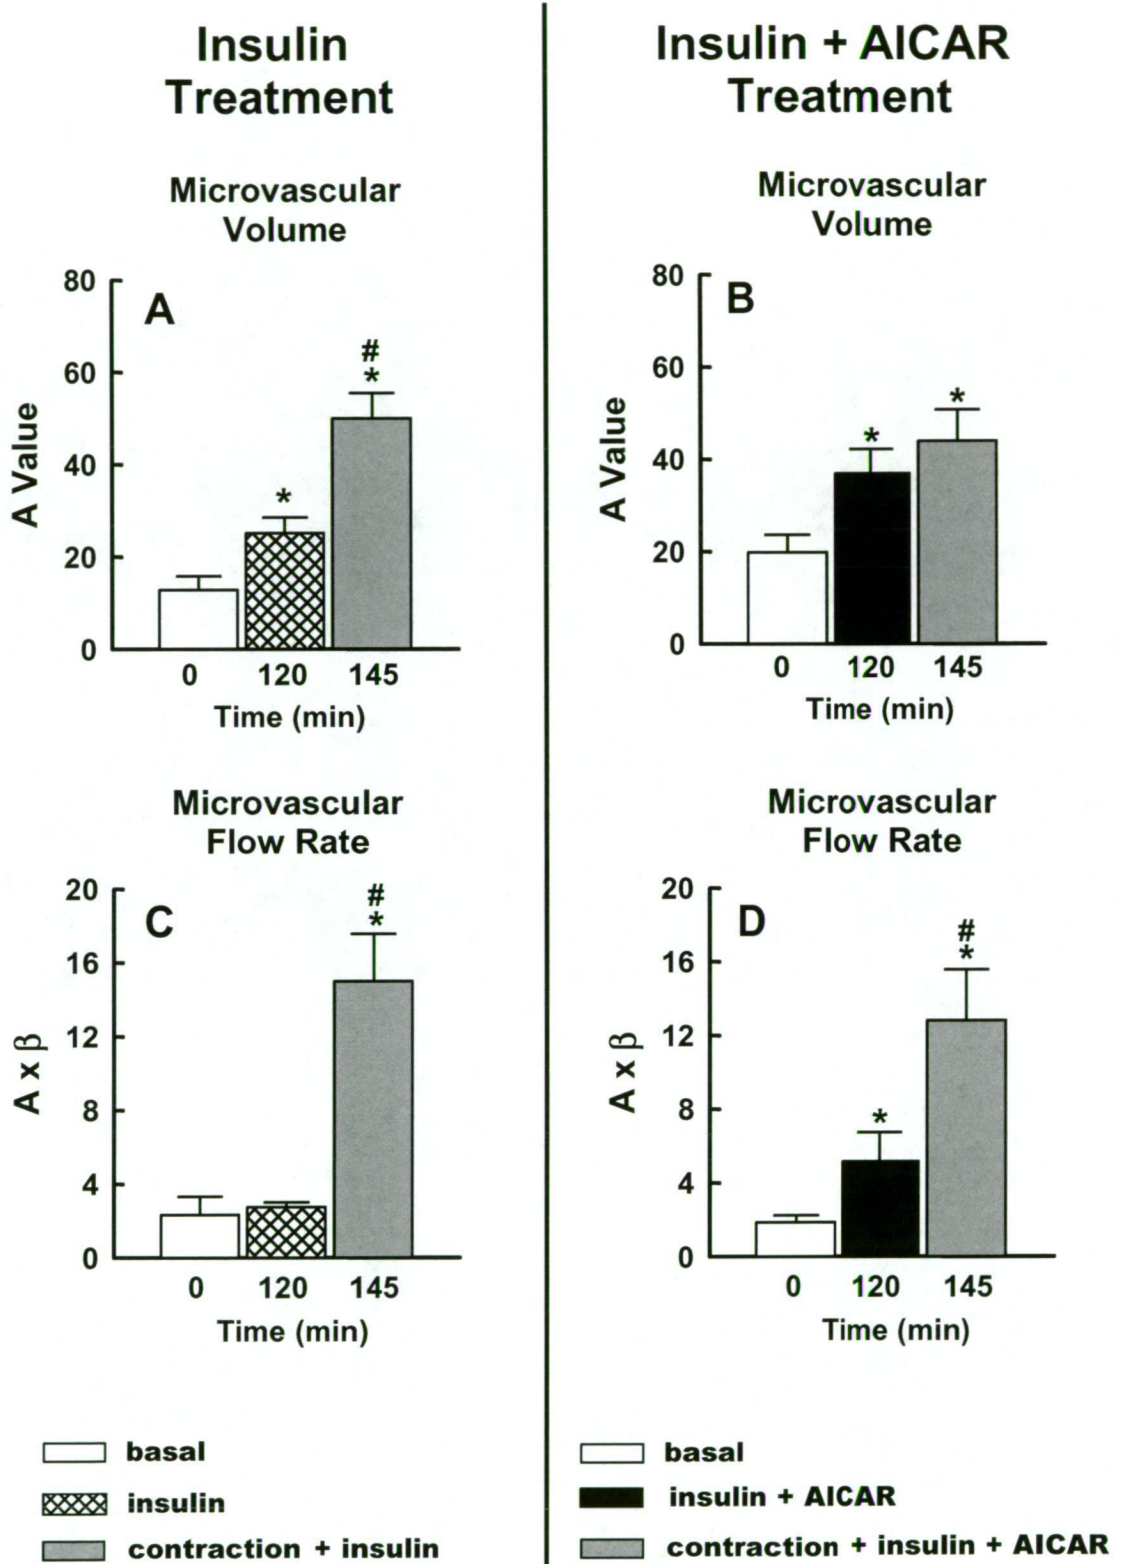 Insulin
Treatment
Microvascular
Volume
A
80
60
40
20
0
A Value
*
#
*
0 120 145
Time (min)
Microvascular
Flow Rate
C
20
16
12
8
4
0
A x β
#
*
0 120 145
Time (min)
basal
insulin
contraction + insulin
Insulin + AICAR
Treatment
Microvascular
Volume
B
80
60
40
20
0
A Value
*
*
0 120 145
Time (min)
Microvascular
Flow Rate
D
20
16
12
8
4
0
A x β
*
#
*
0 120 145
Time (min)
basal
insulin + AICAR
contraction + insulin + AICAR